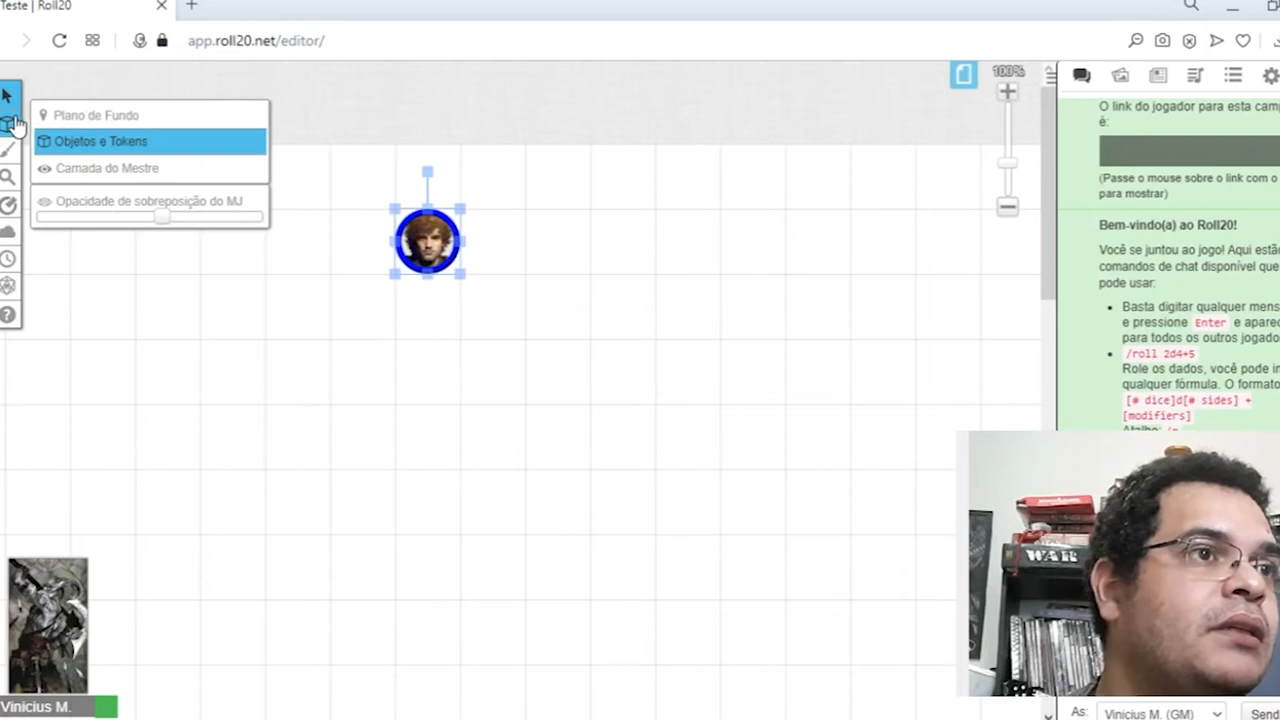 Teste | Roll20
app.roll20.net/editor/
Plano de Fundo
Objetos e Tokens
Camada do Mestre
Opacidade de sobreposição do MJ
100%
O link do jogador para esta cam
é:
(Passe o mouse sobre o link com o
para mostrar)
Bem-vindo(a) ao Roll20!
Você se juntou ao jogo! Aqui estão
comandos de chat disponível que
pode usar:
Basta digitar qualquer mens
e pressione Enter e aparec
para todos os outros jogado
/roll 2d4+5
Role os dados, você pode in
qualquer fórmula. O formato
[# dice]d[# sides] +
[modifiers]
WAR
Vinicius M.
As: Vinicius M. (GM) Send